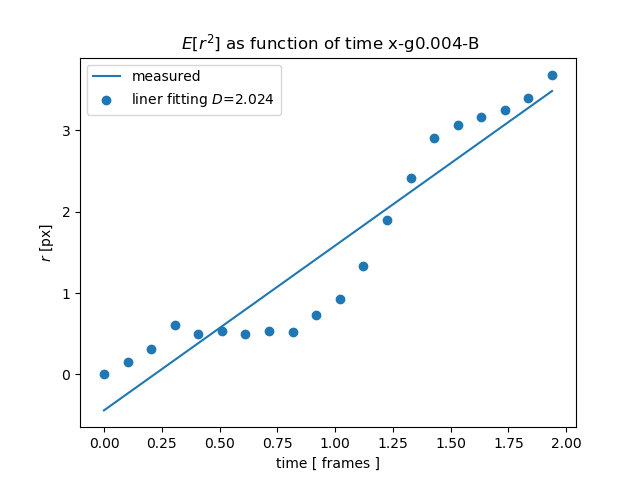 E[r²] as function of time x-g0.004-B
measured
liner fitting D=2.024
r [px]
3
2
1
0
0.00 0.25 0.50 0.75 1.00 1.25 1.50 1.75 2.00
time [ frames ]